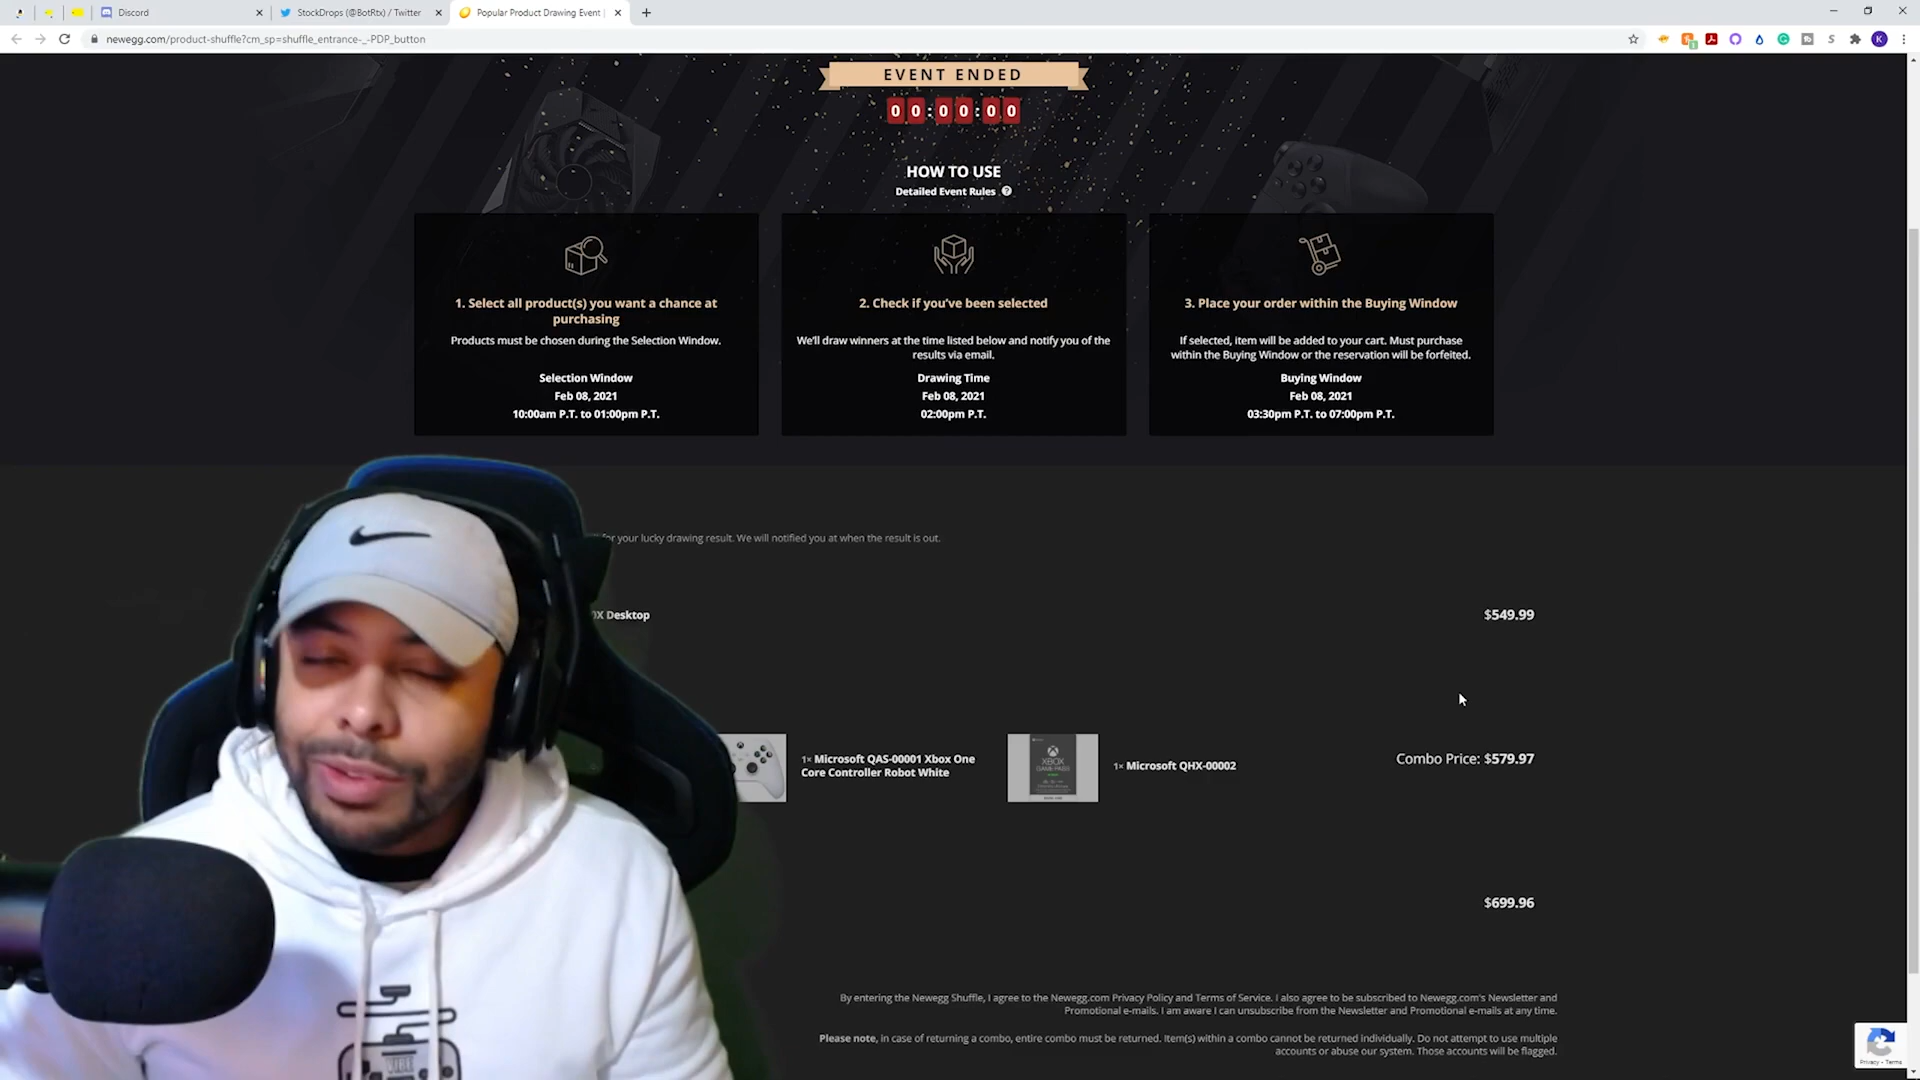 Discord
StockDrops (@BotRtx) / Twitter
Popular Product Drawing Event |
newegg.com/product-shuffle?cm_sp=shuffle_entrance-_-PDP_button
K
EVENT ENDED
00:00:00
HOW TO USE
Detailed Event Rules ?
1. Select all product(s) you want a chance at
purchasing
Products must be chosen during the Selection Window.
Selection Window
Feb 08, 2021
10:00am P.T. to 01:00pm P.T.
2. Check if you've been selected
We'll draw winners at the time listed below and notify you of the
results via email.
Drawing Time
Feb 08, 2021
02:00pm P.T.
3. Place your order within the Buying Window
If selected, item will be added to your cart. Must purchase
within the Buying Window or the reservation will be forfeited.
Buying Window
Feb 08, 2021
03:30pm P.T. to 07:00pm P.T.
for your lucky drawing result. We will notified you at when the result is out.
X Desktop
$549.99
1× Microsoft QAS-00001 Xbox One
Core Controller Robot White
XBOX
GAME PASS
1× Microsoft QHX-00002
Combo Price: $579.97
$699.96
By entering the Newegg Shuffle, I agree to the Newegg.com Privacy Policy and Terms of Service. I also agree to be subscribed to Newegg.com's Newsletter and
Promotional e-mails. I am aware I can unsubscribe from the Newsletter and Promotional e-mails at any time.
Please note, in case of returning a combo, entire combo must be returned. Item(s) within a combo cannot be returned individually. Do not attempt to use multiple
accounts or abuse our system. Those accounts will be flagged.
VIBE
Privacy - Terms